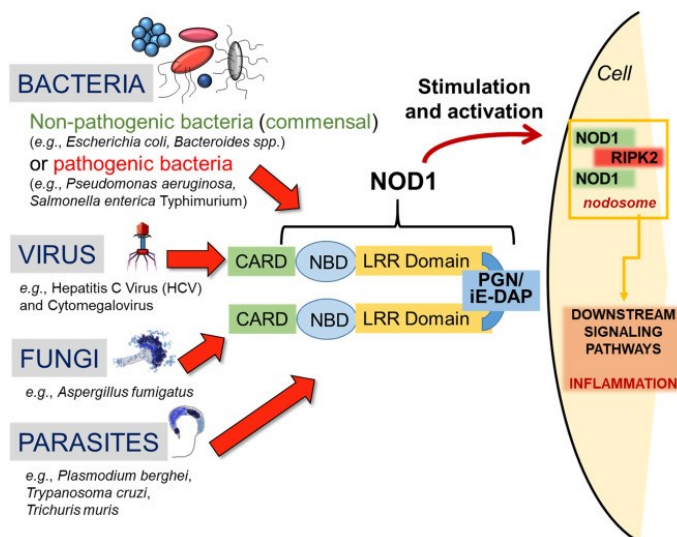 BACTERIA
Non-pathogenic bacteria (commensal)
(e.g., Escherichia coli, Bacteroides spp.)
or pathogenic bacteria
(e.g., Pseudomonas aeruginosa,
Salmonella enterica Typhimurium)
VIRUS
e.g., Hepatitis C Virus (HCV)
and Cytomegalovirus
FUNGI
e.g., Aspergillus fumigatus
PARASITES
e.g., Plasmodium berghei,
Trypanosoma cruzi,
Trichuris muris
Stimulation
and activation
NOD1
CARD NBD LRR Domain
PGN/
iE-DAP
CARD NBD LRR Domain
Cell
NOD1
RIPK2
NOD1
nodosome
DOWNSTREAM
SIGNALING
PATHWAYS
INFLAMMATION